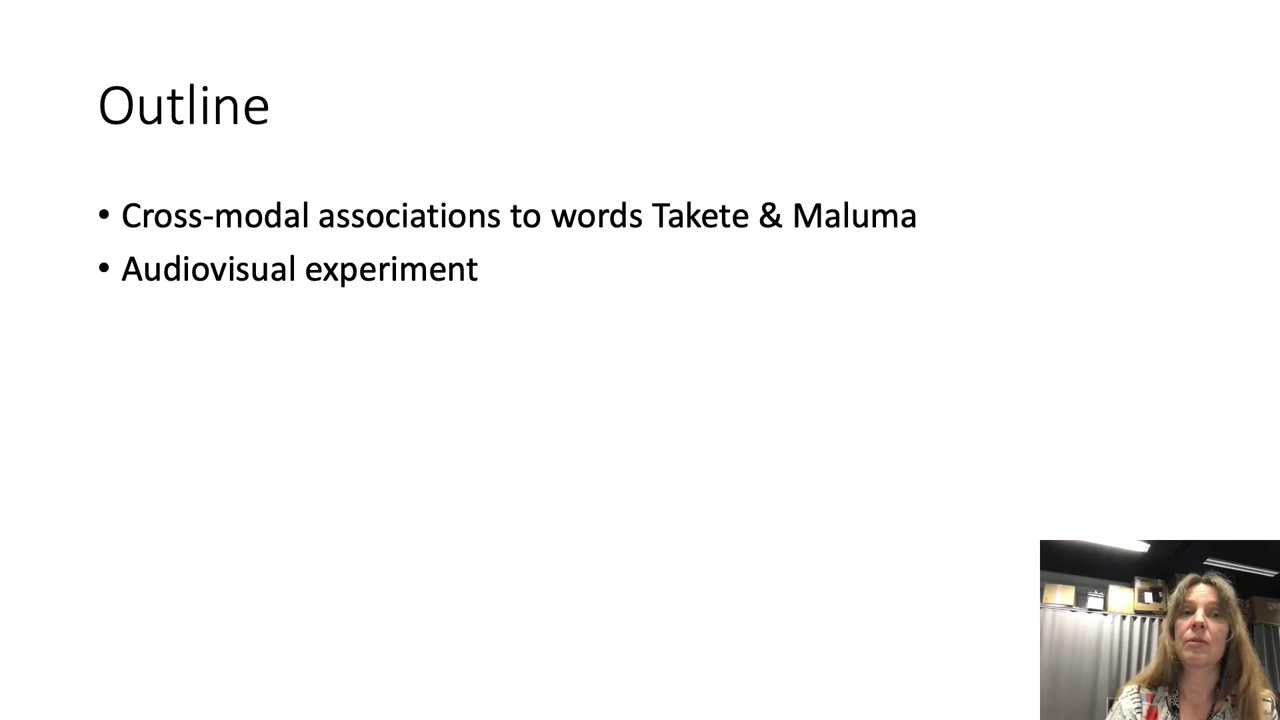 Outline
• Cross-modal associations to words Takete & Maluma
• Audiovisual experiment